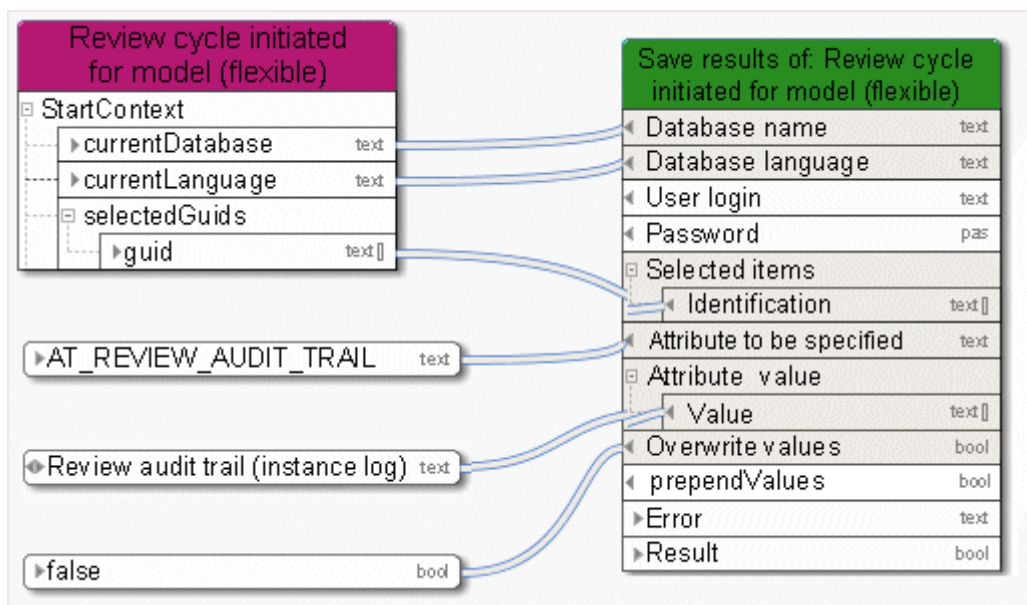 Review cycle initiated
for model (flexible)
StartContext
currentDatabase text
currentLanguage text
selectedGuids
guid text[]
AT_REVIEW_AUDIT_TRAIL text
Review audit trail (instance log) text
false bool
Save results of: Review cycle
initiated for model (flexible)
Database name text
Database language text
User login text
Password pas
Selected items
Identification text[]
Attribute to be specified text
Attribute value
Value text[]
Overwrite values bool
prependValues bool
Error text
Result bool